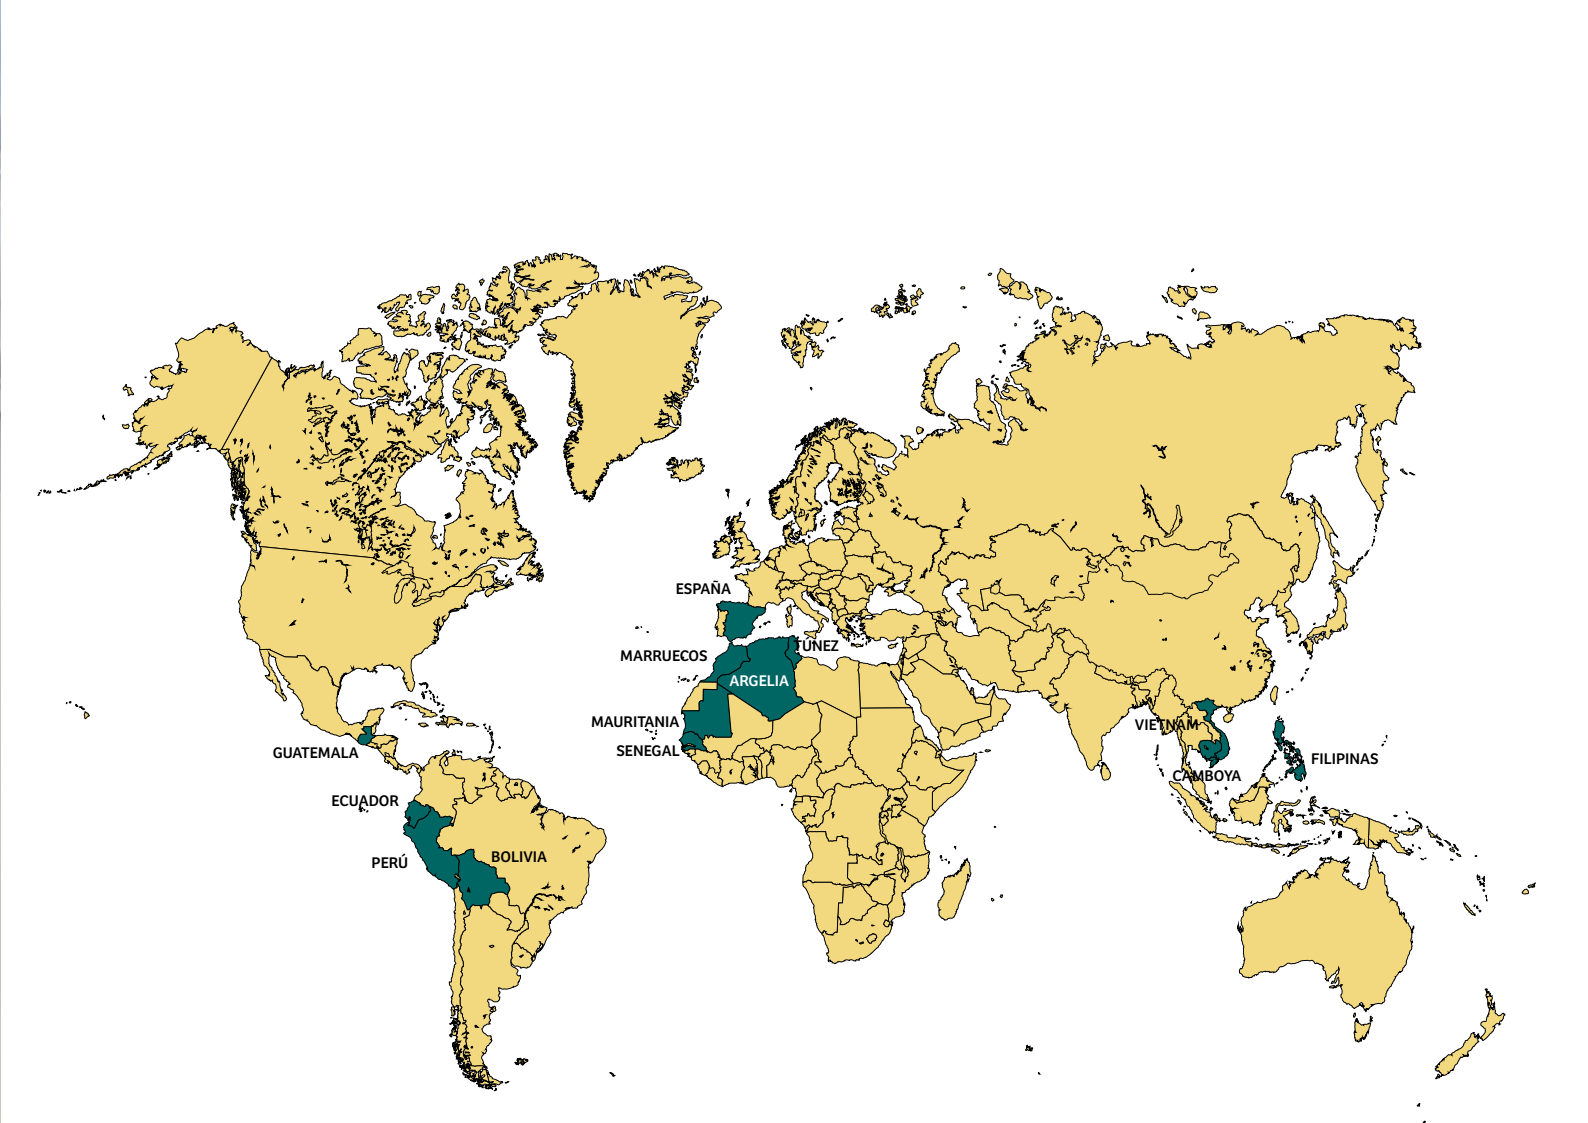 ESPAÑA
TÚNEZ
MARRUECOS
ARGELIA
MAURITANIA
VIETNAM
SENEGAL
GUATEMALA
FILIPINAS
CAMBOYA
ECUADOR
BOLIVIA
PERÚ